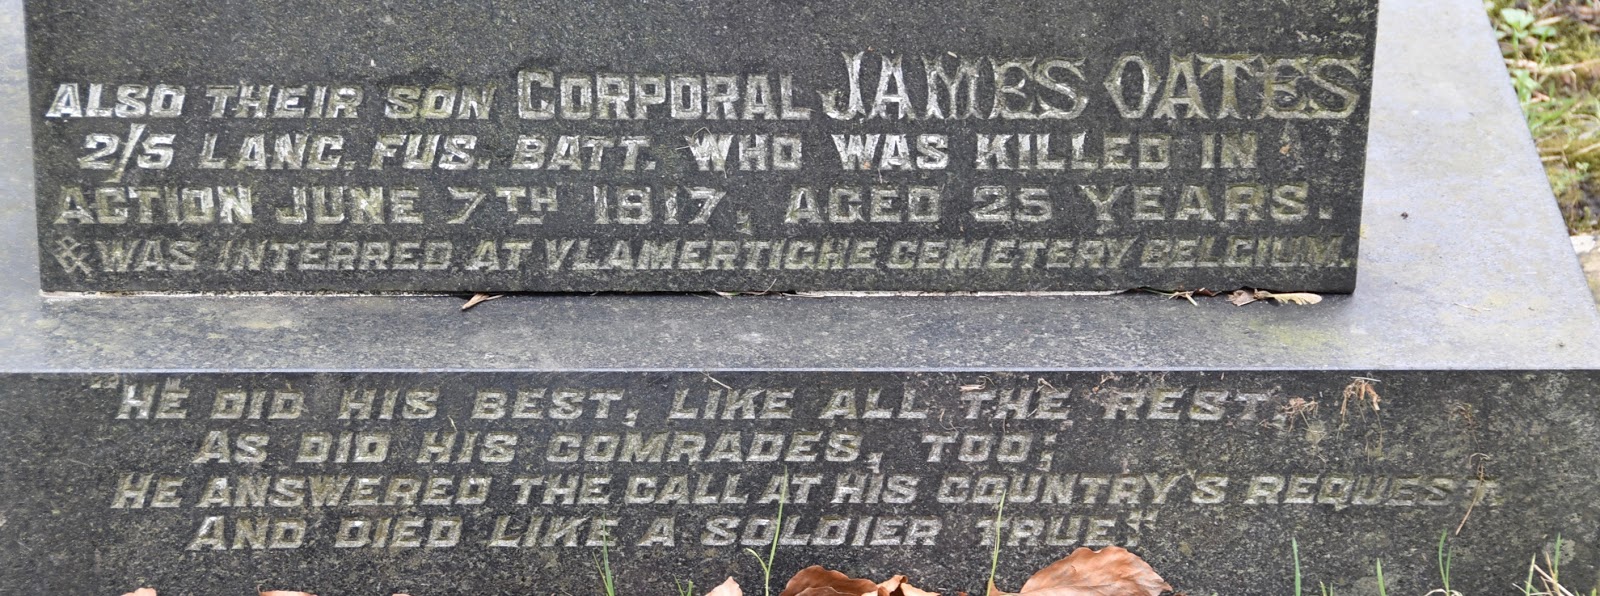 ALSO THEIR SON CORPORAL JAMES OATES
2/5 LANC. FUS. BATT. WHO WAS KILLED IN
ACTION JUNE 7TH 1917, AGED 25 YEARS.
& WAS INTERRED AT VLAMERTIGHE CEMETERY BELGIUM.
"HE DID HIS BEST, LIKE ALL THE REST,
AS DID HIS COMRADES, TOO;
HE ANSWERED THE CALL AT HIS COUNTRY'S REQUEST
AND DIED LIKE A SOLDIER TRUE."